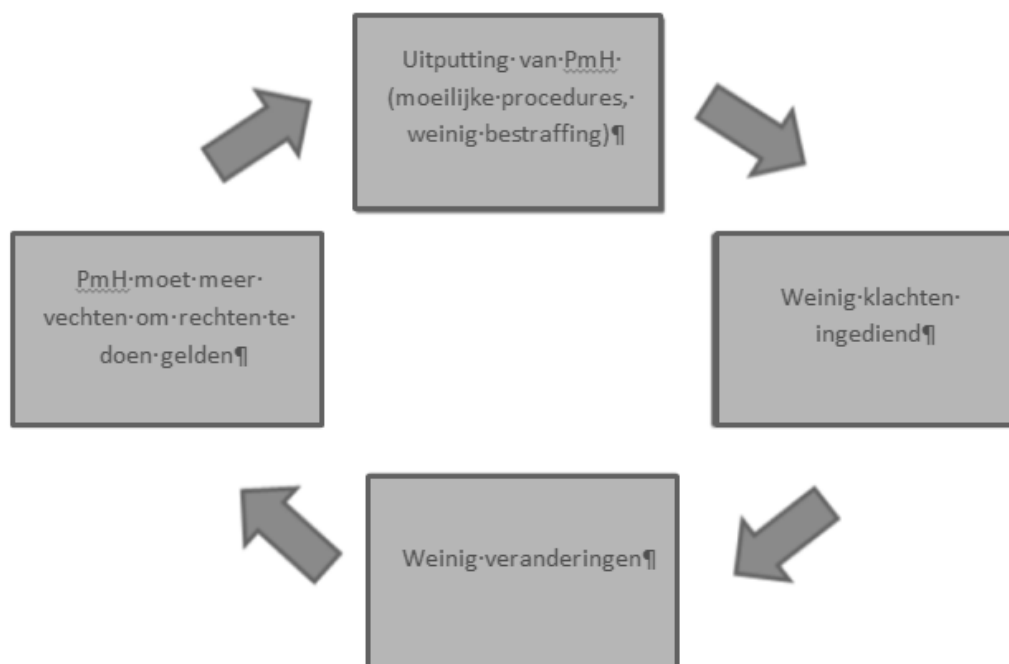 Uitputting van PmH
(moeilijke procedures,
weinig bestraffing)¶
PmH moet meer
vechten om rechten te
doen gelden¶
Weinig klachten
ingediend¶
Weinig veranderingen¶